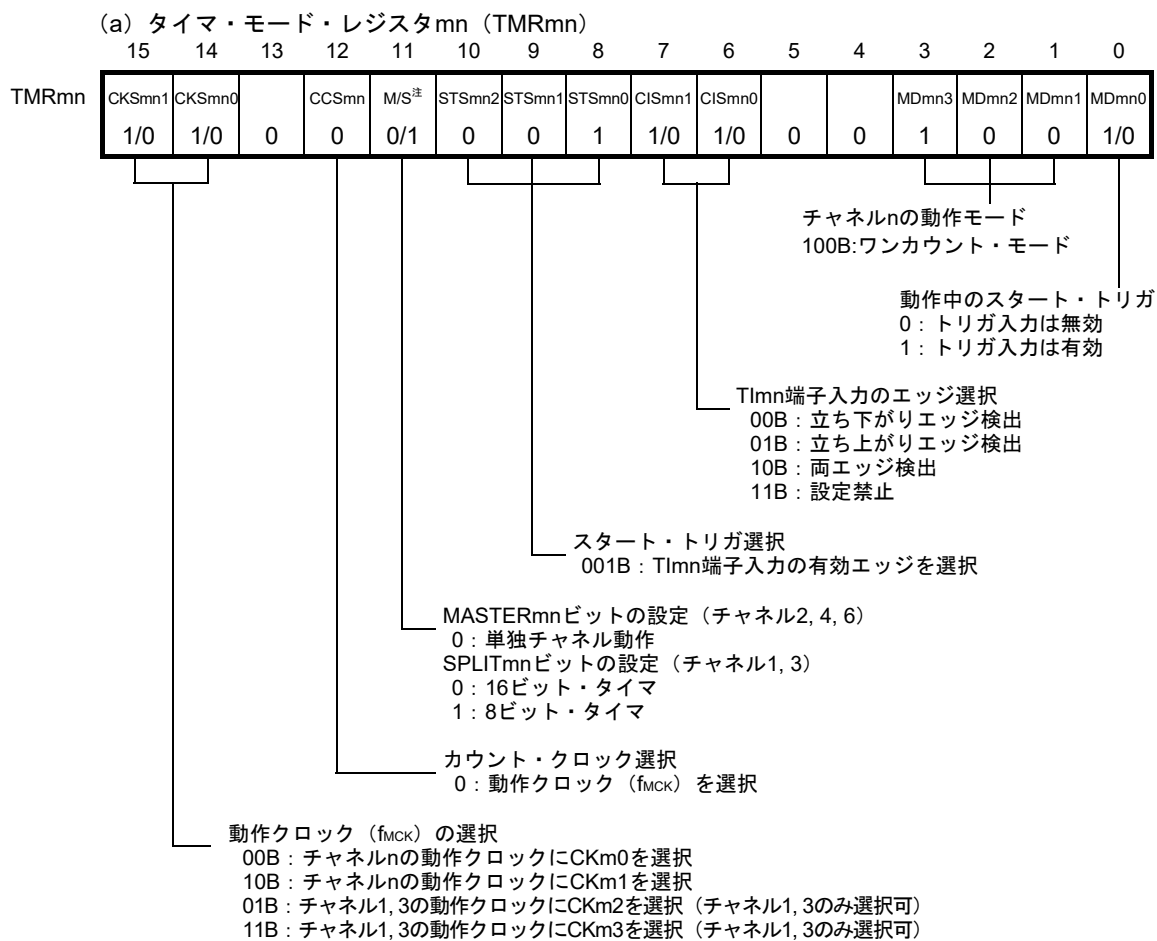 (a) タイマ・モード・レジスタmn（TMRmn）
15 14 13 12 11 10 9 8 7 6 5 4 3 2 1 0
TMRmn CKSmn1 CKSmn0 CCSmn M/S注 STSmn2 STSmn1 STSmn0 CISmn1 CISmn0 MDmn3 MDmn2 MDmn1 MDmn0
1/0 1/0 0 0 0/1 0 0 1 1/0 1/0 0 0 1 0 0 1/0
チャネルnの動作モード
100B:ワンカウント・モード
動作中のスタート・トリガ
0：トリガ入力は無効
1：トリガ入力は有効
TImn端子入力のエッジ選択
00B：立ち下がりエッジ検出
01B：立ち上がりエッジ検出
10B：両エッジ検出
11B：設定禁止
スタート・トリガ選択
001B：TImn端子入力の有効エッジを選択
MASTERmnビットの設定（チャネル2, 4, 6）
0：単独チャネル動作
SPLITmnビットの設定（チャネル1, 3）
0：16ビット・タイマ
1：8ビット・タイマ
カウント・クロック選択
0：動作クロック（fMCK）を選択
動作クロック（fMCK）の選択
00B：チャネルnの動作クロックにCKm0を選択
10B：チャネルnの動作クロックにCKm1を選択
01B：チャネル1, 3の動作クロックにCKm2を選択（チャネル1, 3のみ選択可）
11B：チャネル1, 3の動作クロックにCKm3を選択（チャネル1, 3のみ選択可）